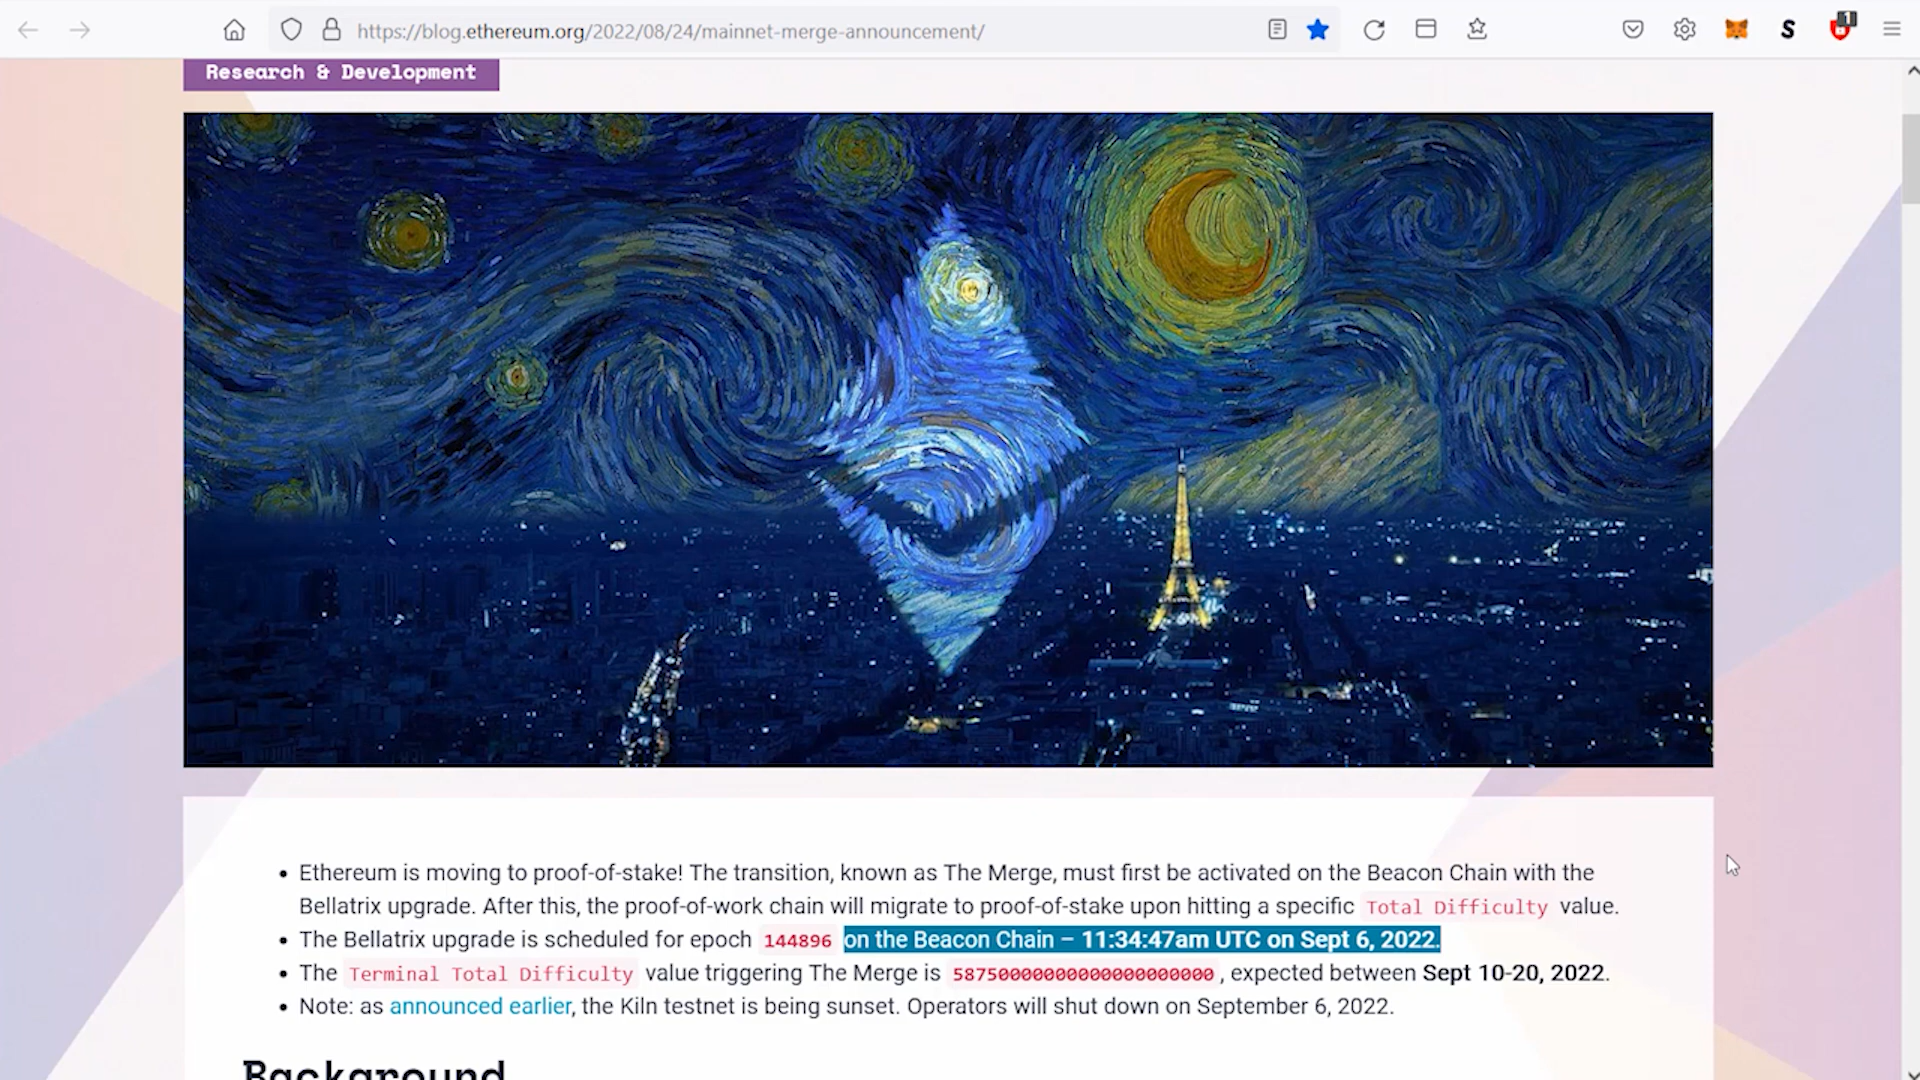 https://blog.ethereum.org/2022/08/24/mainnet-merge-announcement/
S
1
Research & Development
• Ethereum is moving to proof-of-stake! The transition, known as The Merge, must first be activated on the Beacon Chain with the
Bellatrix upgrade. After this, the proof-of-work chain will migrate to proof-of-stake upon hitting a specific Total Difficulty value.
• The Bellatrix upgrade is scheduled for epoch 144896 on the Beacon Chain – 11:34:47am UTC on Sept 6, 2022.
• The Terminal Total Difficulty value triggering The Merge is 58750000000000000000000, expected between Sept 10-20, 2022.
• Note: as announced earlier, the Kiln testnet is being sunset. Operators will shut down on September 6, 2022.
Background